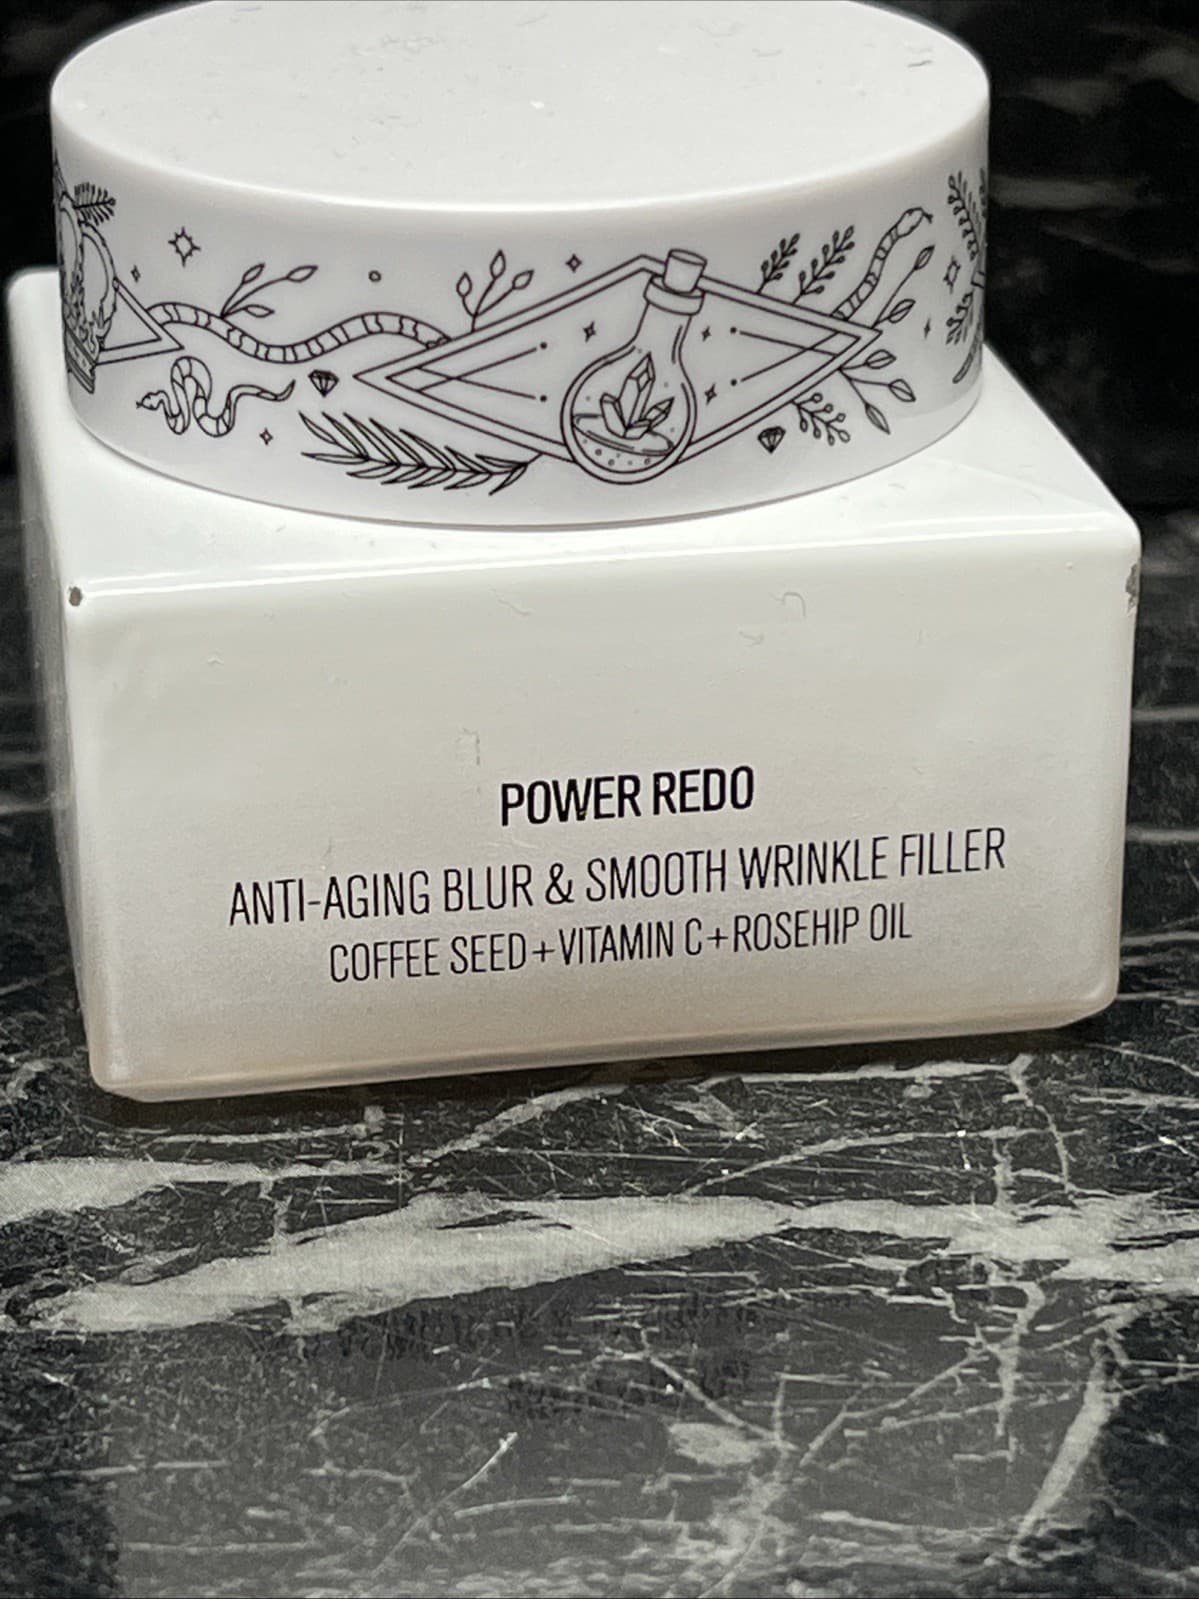 POWER REDO
ANTI-AGING BLUR & SMOOTH WRINKLE FILLER
COFFEE SEED+VITAMIN C+ROSEHIP OIL